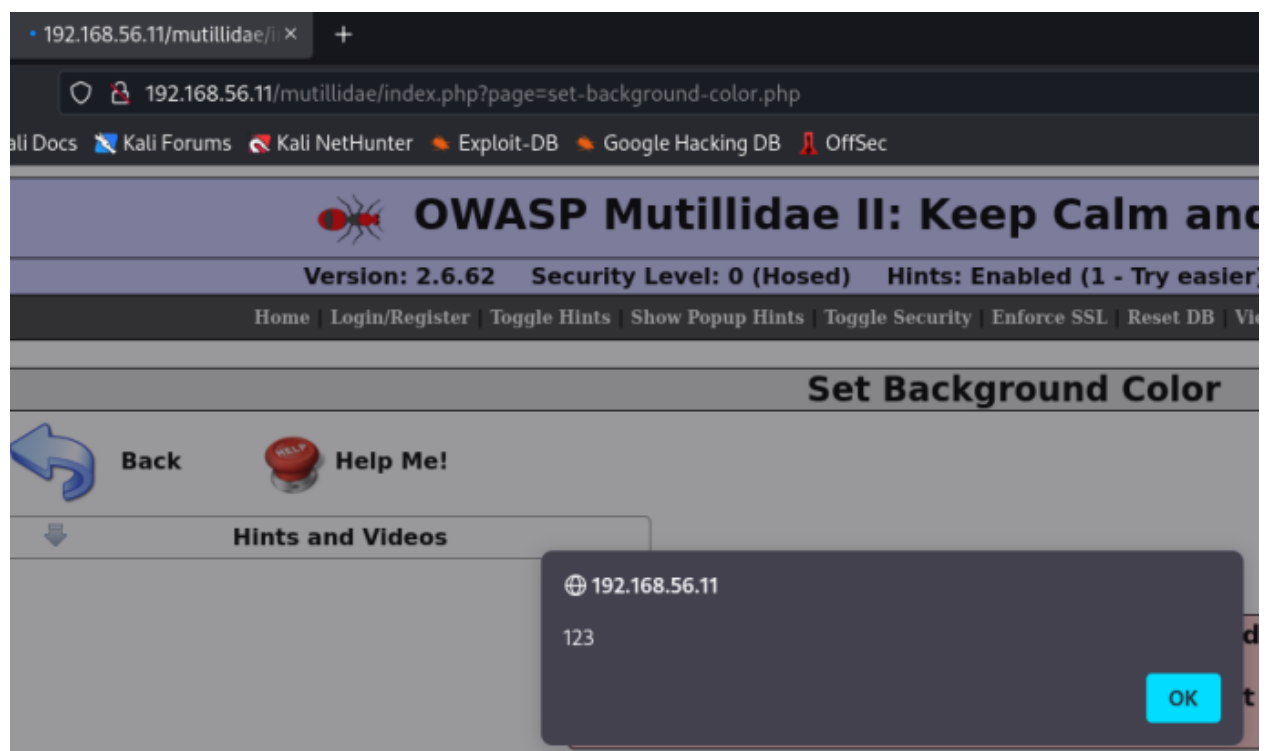 192.168.56.11/mutillidae/i
192.168.56.11/mutillidae/index.php?page=set-background-color.php
ali Docs Kali Forums Kali NetHunter Exploit-DB Google Hacking DB OffSec
OWASP Mutillidae II: Keep Calm and
Version: 2.6.62 Security Level: 0 (Hosed) Hints: Enabled (1 - Try easier)
Home | Login/Register | Toggle Hints | Show Popup Hints | Toggle Security | Enforce SSL | Reset DB | Vi
Set Background Color
Back Help Me!
HELP
Hints and Videos
192.168.56.11
123
OK